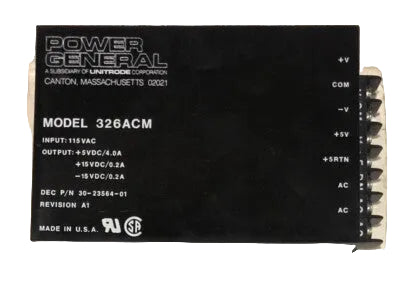 POWER
GENERAL
A SUBSIDIARY OF UNITRODE CORPORATION
CANTON, MASSACHUSETTS 02021
MODEL 326ACM
INPUT: 115VAC
OUTPUT: +5VDC/4.0A
+15VDC/0.2A
-15VDC/0.2A
DEC P/N 30-23564-01
REVISION A1
MADE IN U.S.A.
+V
COM
-V
+5V
+5RTN
AC
AC